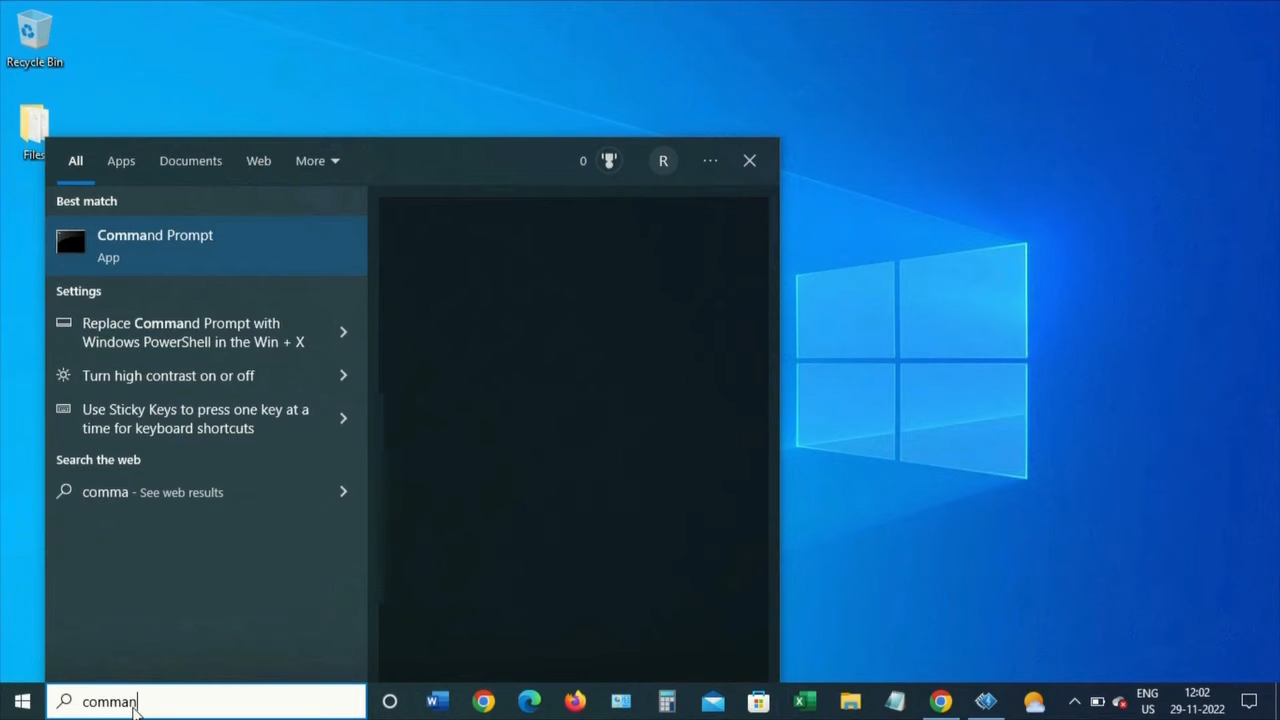 Recycle Bin
Files
All
Apps
Documents
Web
More
0
R
Best match
Command Prompt
App
Settings
Replace Command Prompt with
Windows PowerShell in the Win + X
Turn high contrast on or off
Use Sticky Keys to press one key at a
time for keyboard shortcuts
Search the web
comma - See web results
comman
ENG
US
12:02
29-11-2022